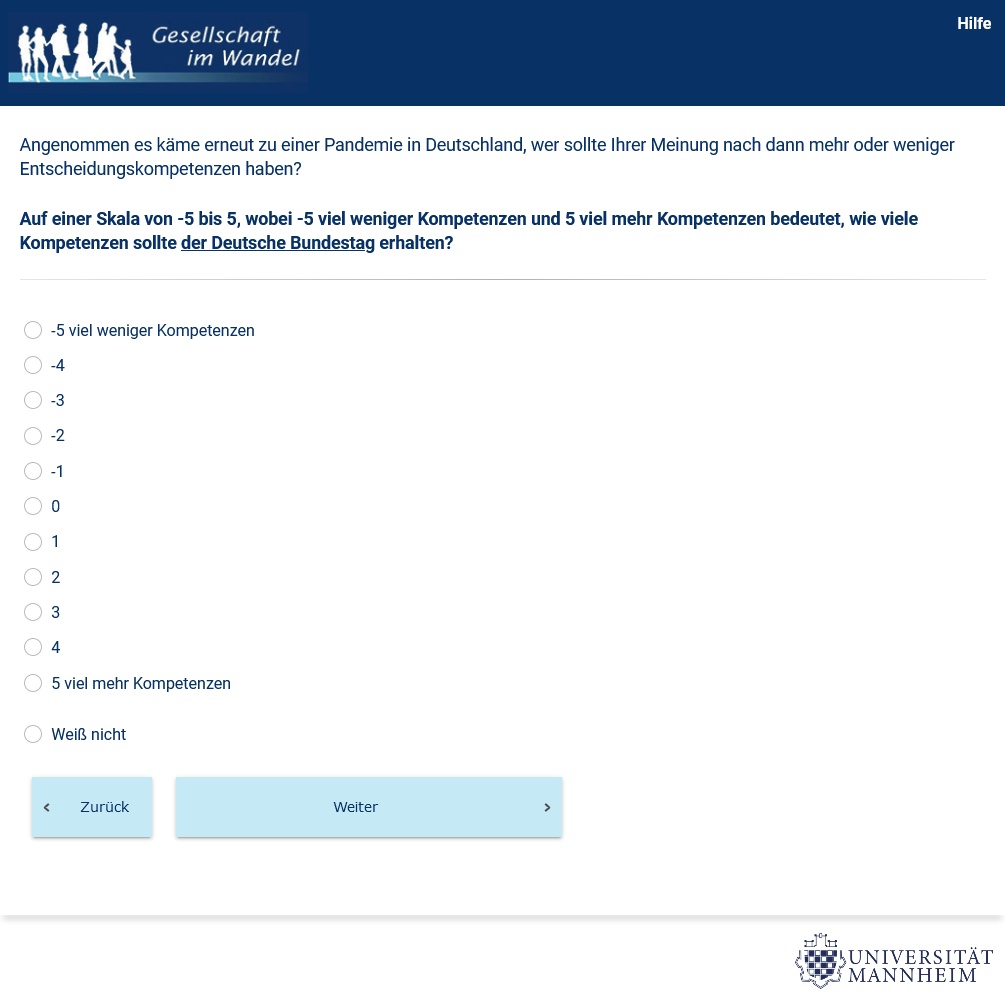 Gesellschaft
im Wandel
Hilfe
Angenommen es käme erneut zu einer Pandemie in Deutschland, wer sollte Ihrer Meinung nach dann mehr oder weniger
Entscheidungskompetenzen haben?
Auf einer Skala von -5 bis 5, wobei -5 viel weniger Kompetenzen und 5 viel mehr Kompetenzen bedeutet, wie viele
Kompetenzen sollte der Deutsche Bundestag erhalten?
-5 viel weniger Kompetenzen
-4
-3
-2
-1
0
1
2
3
4
5 viel mehr Kompetenzen
Weiß nicht
Zurück
Weiter
UNIVERSITÄT
MANNHEIM